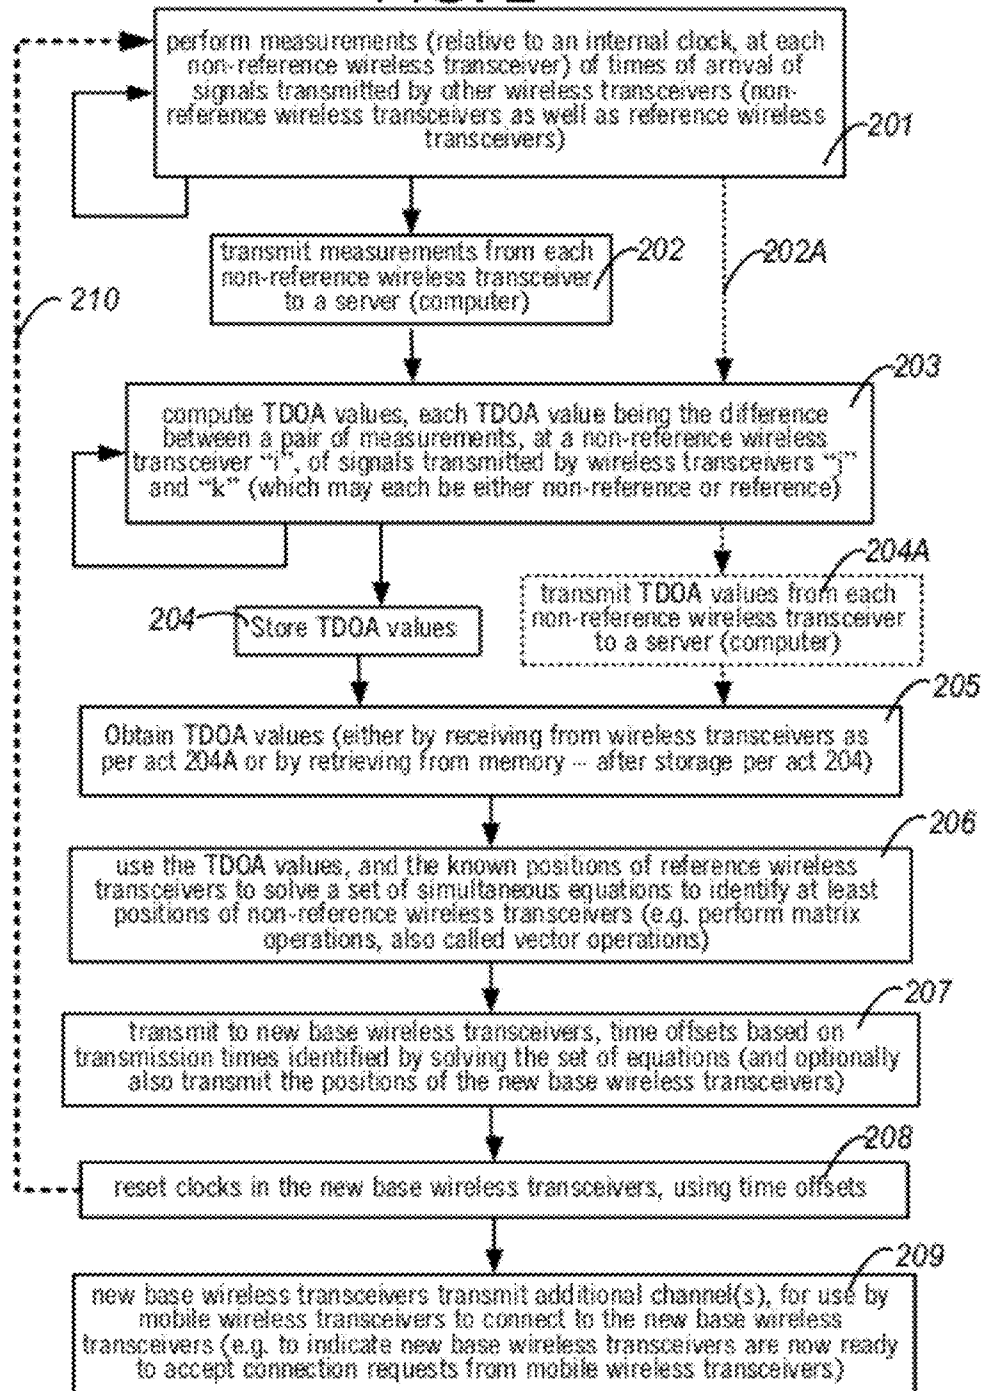 perform measurements (relative to an internal clock, at each
non-reference wireless transceiver) of times of arrival of
signals transmitted by other wireless transceivers (non-
reference wireless transceivers as well as reference wireless
transceivers)
201
transmit measurements from each
non-reference wireless transceiver
to a server (computer)
202
202A
210
203
compute TDOA values, each TDOA value being the difference
between a pair of measurements, at a non-reference wireless
transceiver "i", of signals transmitted by wireless transceivers "j"
and "k" (which may each be either non-reference or reference)
204A
204
Store TDOA values
transmit TDOA values from each
non-reference wireless transceiver
to a server (computer)
205
Obtain TDOA values (either by receiving from wireless transceivers as
per act 204A or by retrieving from memory – after storage per act 204)
206
use the TDOA values, and the known positions of reference wireless
transceivers to solve a set of simultaneous equations to identify at least
positions of non-reference wireless transceivers (e.g. perform matrix
operations, also called vector operations)
207
transmit to new base wireless transceivers, time offsets based on
transmission times identified by solving the set of equations (and optionally
also transmit the positions of the new base wireless transceivers)
208
reset clocks in the new base wireless transceivers, using time offsets
209
new base wireless transceivers transmit additional channel(s), for use by
mobile wireless transceivers to connect to the new base wireless
transceivers (e.g. to indicate new base wireless transceivers are now ready
to accept connection requests from mobile wireless transceivers)